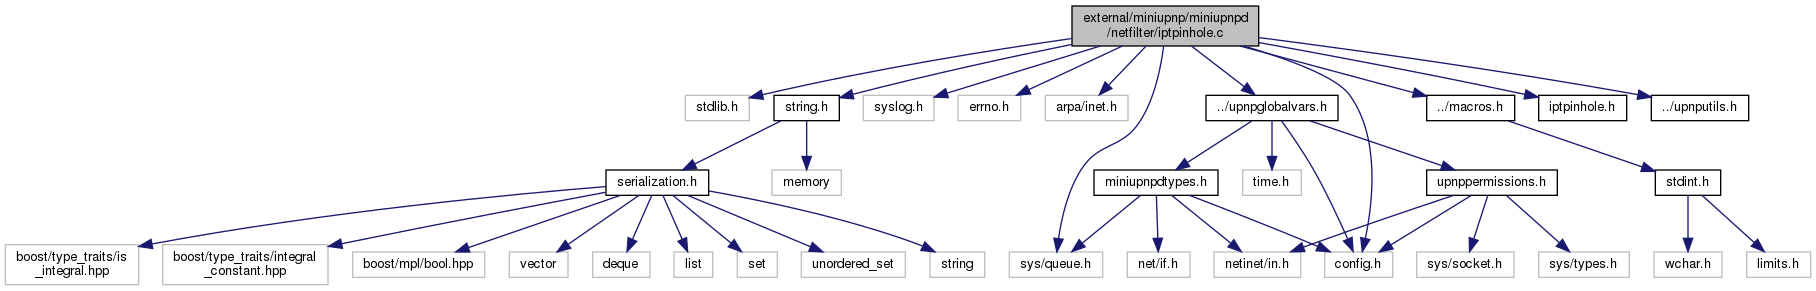 external/miniupnp/miniupnpd
/netfilter/iptpinhole.c
stdlib.h
string.h
syslog.h
errno.h
arpa/inet.h
../upnpglobalvars.h
../macros.h
iptpinhole.h
../upnputils.h
serialization.h
memory
miniupnpdtypes.h
time.h
upnppermissions.h
stdint.h
boost/type_traits/is
_integral.hpp
boost/type_traits/integral
_constant.hpp
boost/mpl/bool.hpp
vector
deque
list
set
unordered_set
string
sys/queue.h
net/if.h
netinet/in.h
config.h
sys/socket.h
sys/types.h
wchar.h
limits.h